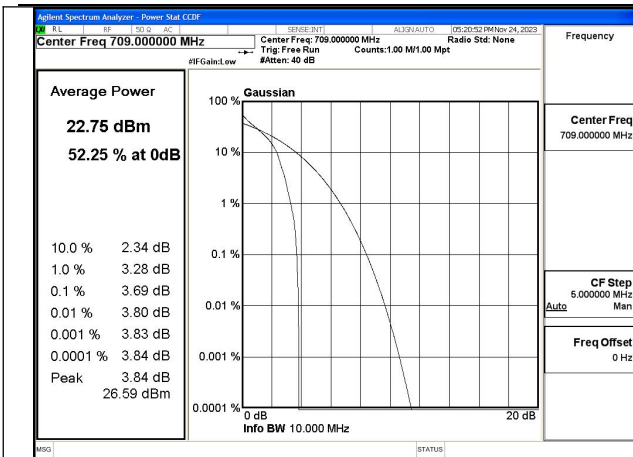 Agilent Spectrum Analyzer - Power Stat CCDF
RL RF 50 Ω AC SENSE:INT ALIGNAUTO 05:20:52 PM Nov 24, 2023
Center Freq 709.000000 MHz
Center Freq: 709.000000 MHz Radio Std: None
Trig: Free Run Counts:1.00 M/1.00 Mpt
#IFGain:Low #Atten: 40 dB
Frequency
Average Power
22.75 dBm
52.25 % at 0dB
10.0 % 2.34 dB
1.0 % 3.28 dB
0.1 % 3.69 dB
0.01 % 3.80 dB
0.001 % 3.83 dB
0.0001 % 3.84 dB
Peak 3.84 dB
26.59 dBm
Gaussian
100 %
10 %
1 %
0.1 %
0.01 %
0.001 %
0.0001 %
0 dB 20 dB
Info BW 10.000 MHz
Center Freq
709.000000 MHz
CF Step
5.000000 MHz
Auto Man
Freq Offset
0 Hz
MSG STATUS